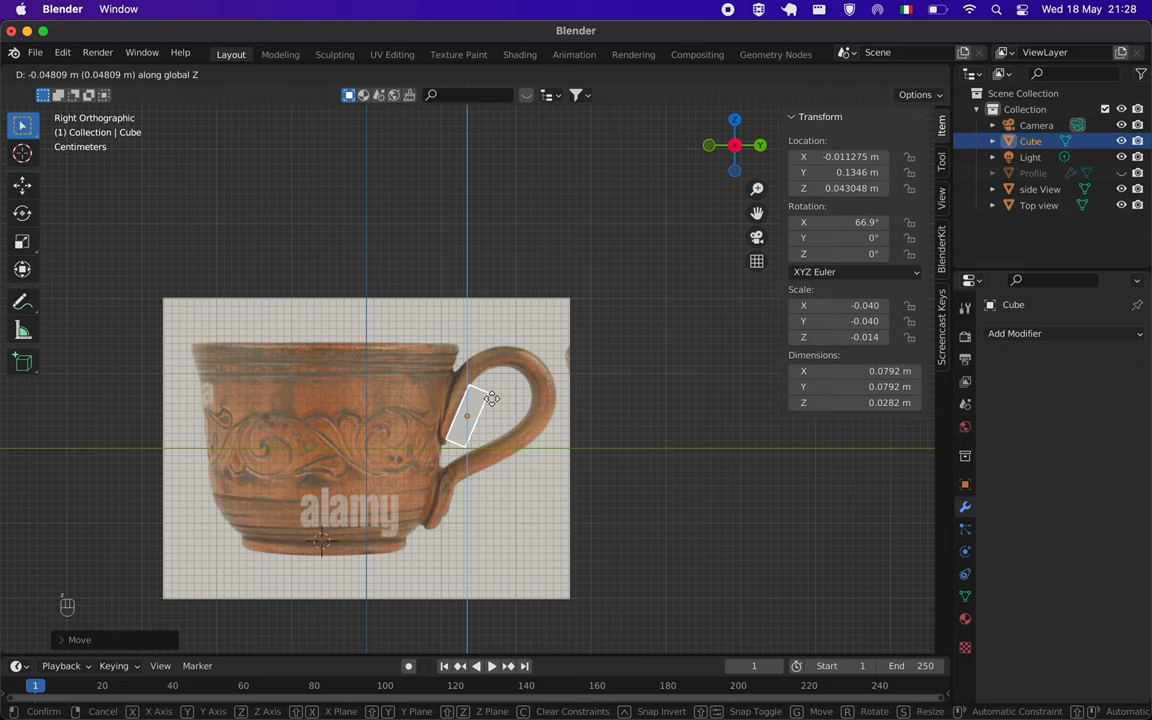 Blender Window Wed 18 May 21:28
Blender
File Edit Render Window Help Layout Modeling Sculpting UV Editing Texture Paint Shading Animation Rendering Compositing Geometry Nodes Scene ViewLayer
D: -0.04809 m (0.04809 m) along global Z
Options
Right Orthographic
(1) Collection | Cube
Centimeters
Z
X
Y
Transform
Location:
X -0.011275 m
Y 0.1346 m
Z 0.043048 m
Rotation:
X 66.9°
Y 0°
Z 0°
XYZ Euler
Scale:
X -0.040
Y -0.040
Z -0.014
Dimensions:
X 0.0792 m
Y 0.0792 m
Z 0.0282 m
Item
Tool
View
BlenderKit
Screencast Keys
Scene Collection
Collection
Camera
Cube
Light
Profile
side View
Top view
Cube
Add Modifier
a
alamy
z
Move
Playback Keying View Marker 1 Start 1 End 250
1 20 40 60 80 100 120 140 160 180 200 220 240
Confirm Cancel X X Axis Y Y Axis Z Z Axis X X Plane Y Y Plane Z Z Plane C Clear Constraints Snap Invert Snap Toggle G Move R Rotate S Resize Automatic Constraint Automatic